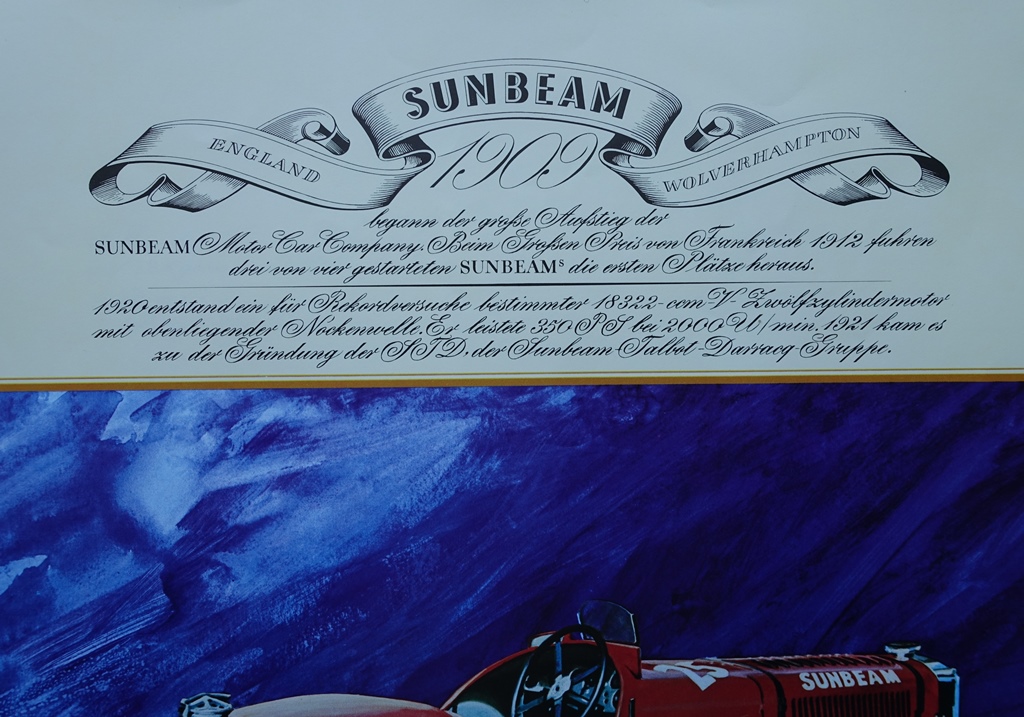 SUNBEAM
ENGLAND
1909
WOLVERHAMPTON
begann der große Aufstieg der
SUNBEAM Motor Car Company. Beim Großen Preis von Frankreich 1912 fuhren
drei von vier gestarteten SUNBEAMs die ersten Plätze heraus.
1920 entstand ein für Rekordversuche bestimmter 18322-ccm-V-Zwölfzylindermotor
mit obenliegender Nockenwelle. Er leistete 350 PS bei 2000 U/min. 1921 kam es
zu der Gründung der STD. der Sunbeam-Talbot-Darracq-Gruppe.
SUNBEAM